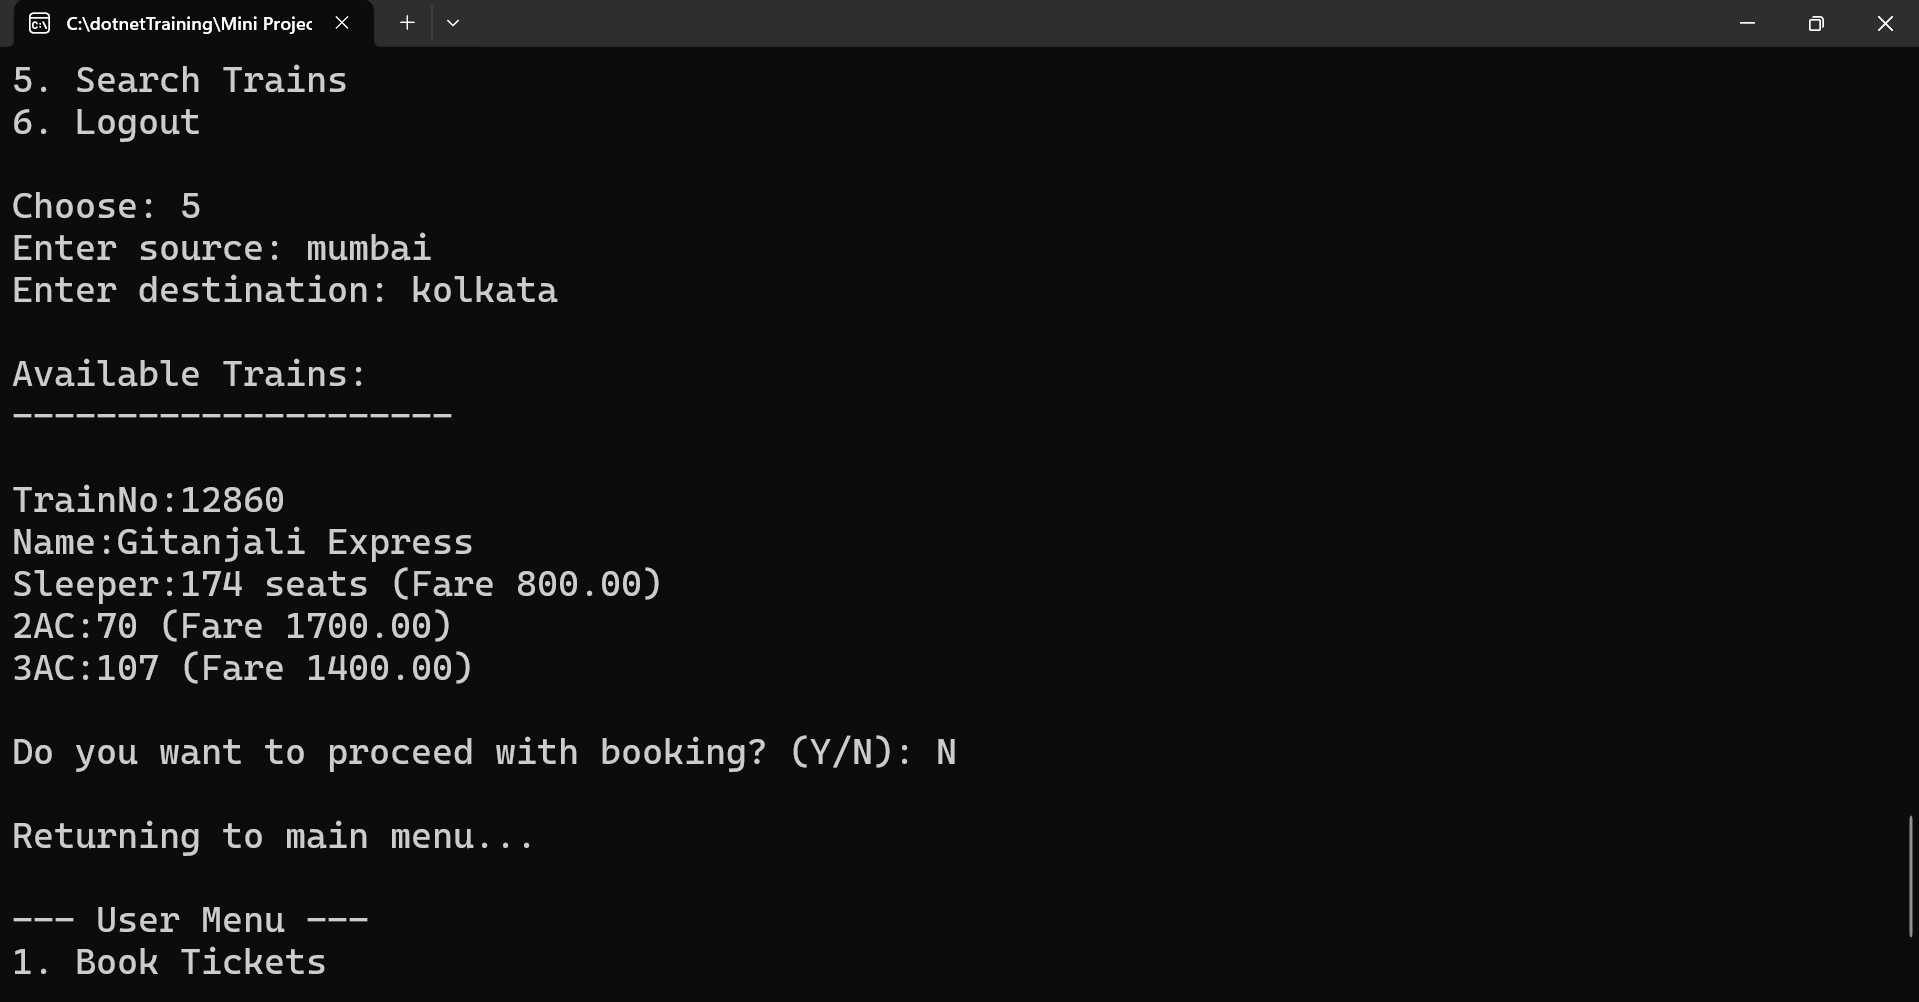 C:\dotnetTraining\Mini Projec
5. Search Trains
6. Logout
Choose: 5
Enter source: mumbai
Enter destination: kolkata
Available Trains:
---------------------
TrainNo:12860
Name:Gitanjali Express
Sleeper:174 seats (Fare 800.00)
2AC:70 (Fare 1700.00)
3AC:107 (Fare 1400.00)
Do you want to proceed with booking? (Y/N): N
Returning to main menu...
--- User Menu ---
1. Book Tickets